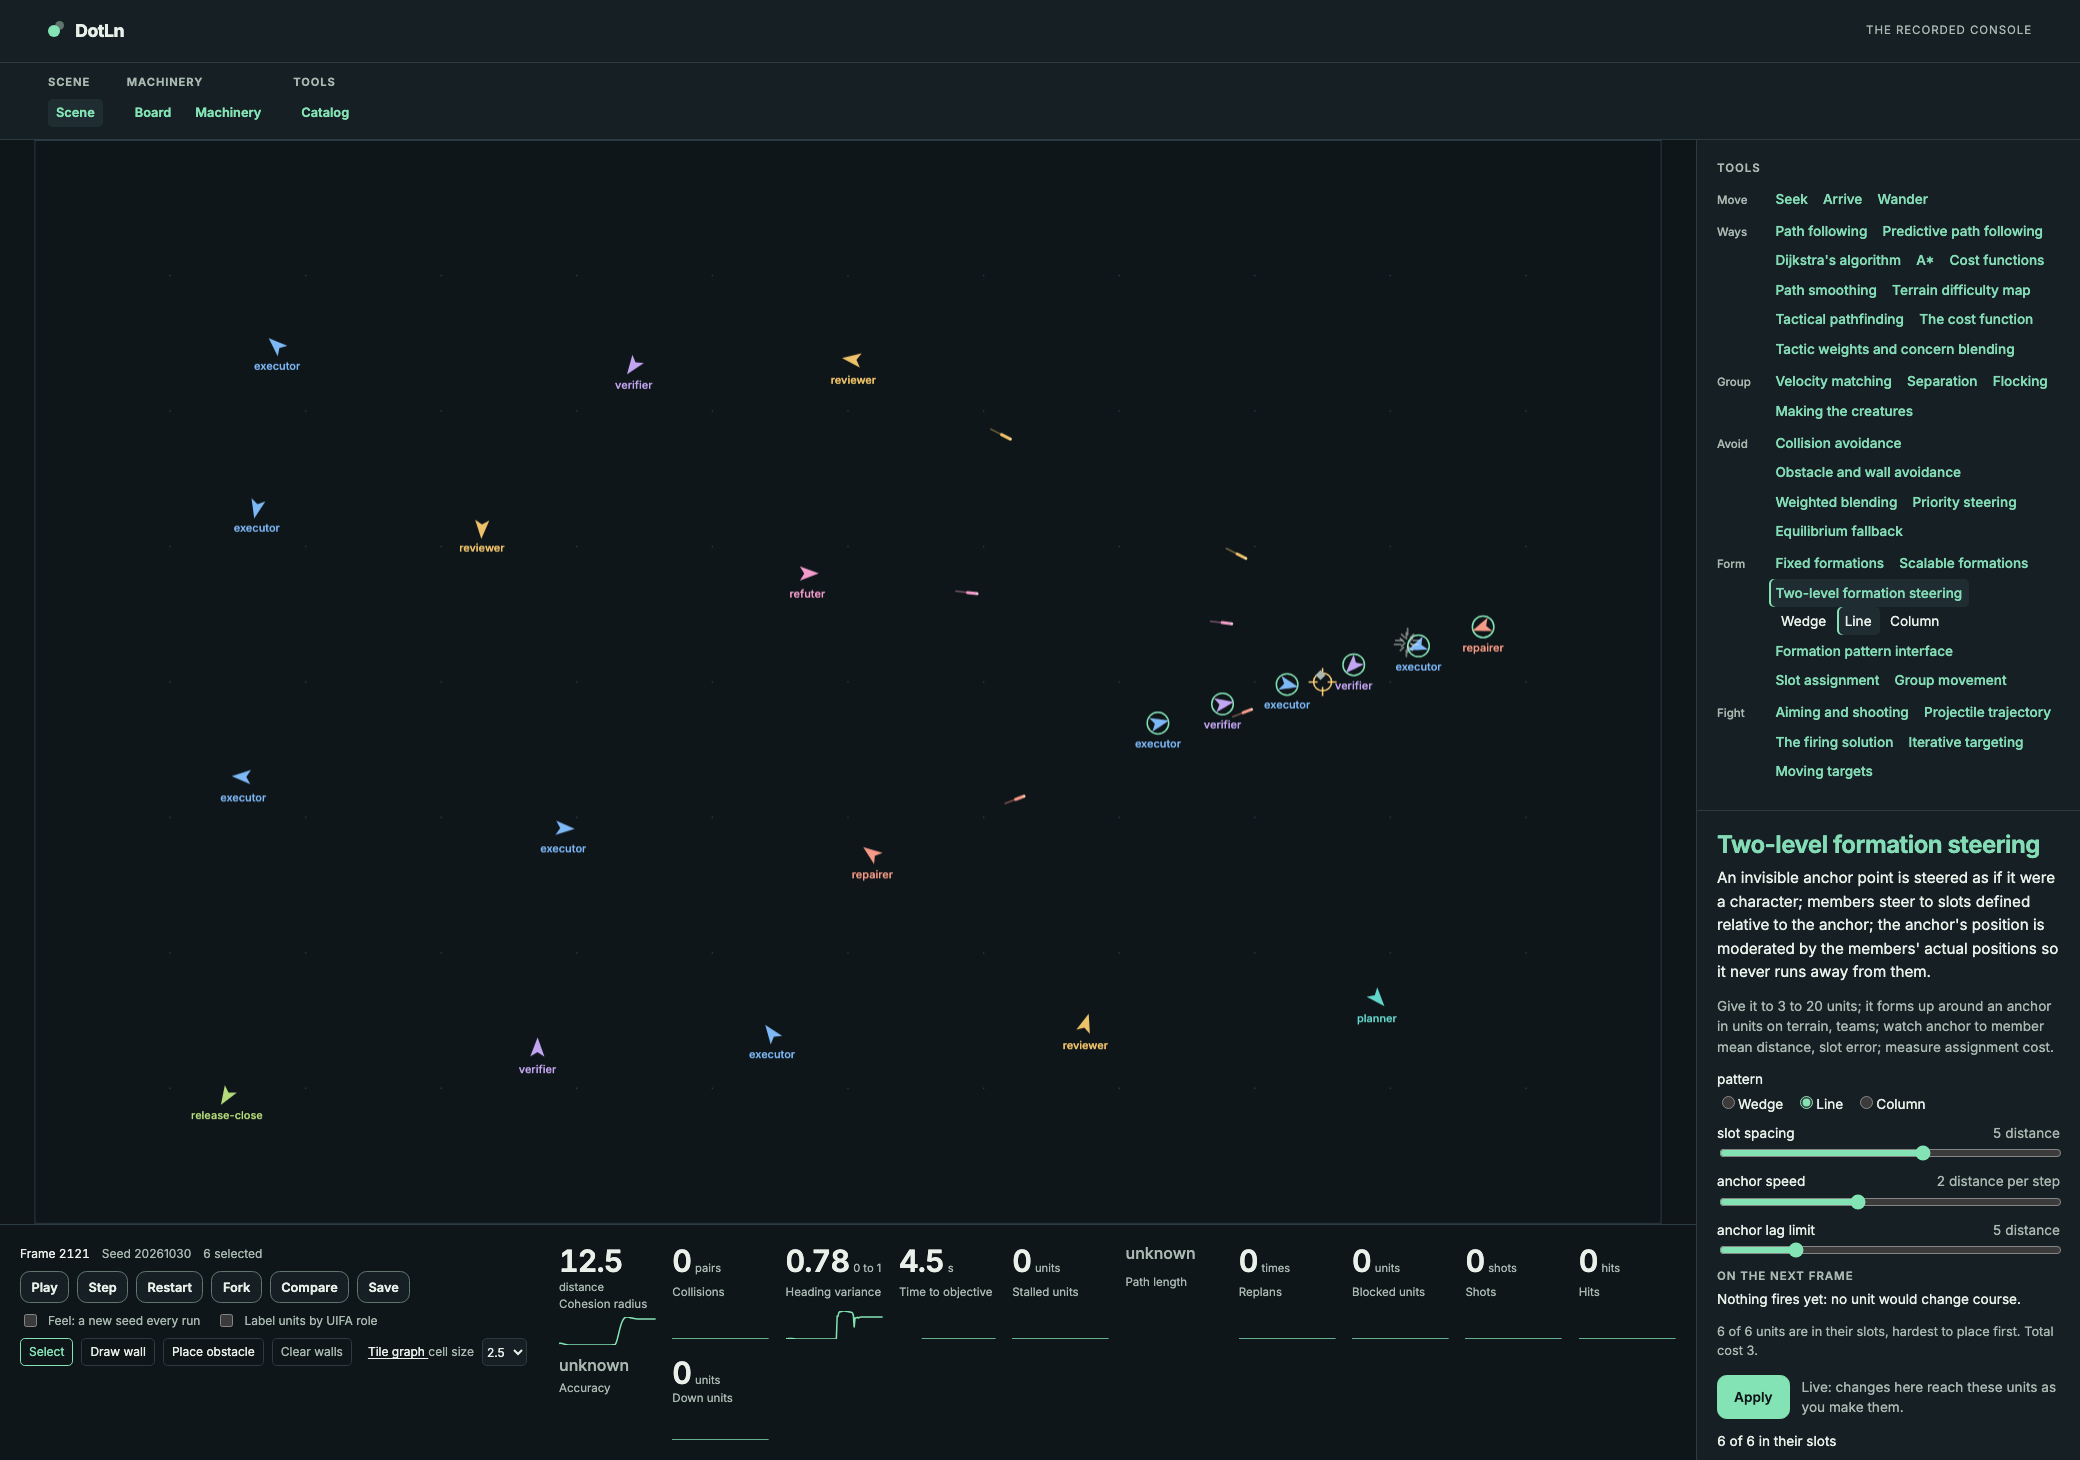 DotLn
THE RECORDED CONSOLE
SCENE MACHINERY TOOLS
Scene Board Machinery Catalog
executor
verifier
reviewer
executor
reviewer
refuter
repairer
executor
verifier
executor
verifier
executor
executor
executor
repairer
planner
reviewer
executor
verifier
release-close
TOOLS
Move Seek Arrive Wander
Ways Path following Predictive path following
Dijkstra's algorithm A* Cost functions
Path smoothing Terrain difficulty map
Tactical pathfinding The cost function
Tactic weights and concern blending
Group Velocity matching Separation Flocking
Making the creatures
Avoid Collision avoidance
Obstacle and wall avoidance
Weighted blending Priority steering
Equilibrium fallback
Form Fixed formations Scalable formations
Two-level formation steering
Wedge Line Column
Formation pattern interface
Slot assignment Group movement
Fight Aiming and shooting Projectile trajectory
The firing solution Iterative targeting
Moving targets
Two-level formation steering
An invisible anchor point is steered as if it were
a character; members steer to slots defined
relative to the anchor; the anchor's position is
moderated by the members' actual positions so
it never runs away from them.
Give it to 3 to 20 units; it forms up around an anchor
in units on terrain, teams; watch anchor to member
mean distance, slot error; measure assignment cost.
pattern
Wedge Line Column
slot spacing 5 distance
anchor speed 2 distance per step
anchor lag limit 5 distance
ON THE NEXT FRAME
Nothing fires yet: no unit would change course.
6 of 6 units are in their slots, hardest to place first. Total
cost 3.
Apply
Live: changes here reach these units as
you make them.
6 of 6 in their slots
Frame 2121 Seed 20261030 6 selected
Play Step Restart Fork Compare Save
Feel: a new seed every run Label units by UIFA role
Select Draw wall Place obstacle Clear walls Tile graph cell size 2.5
12.5 distance
Cohesion radius
0 pairs
Collisions
0.78 0 to 1
Heading variance
4.5 s
Time to objective
0 units
Stalled units
unknown
Path length
0 times
Replans
0 units
Blocked units
0 shots
Shots
0 hits
Hits
unknown
Accuracy
0 units
Down units